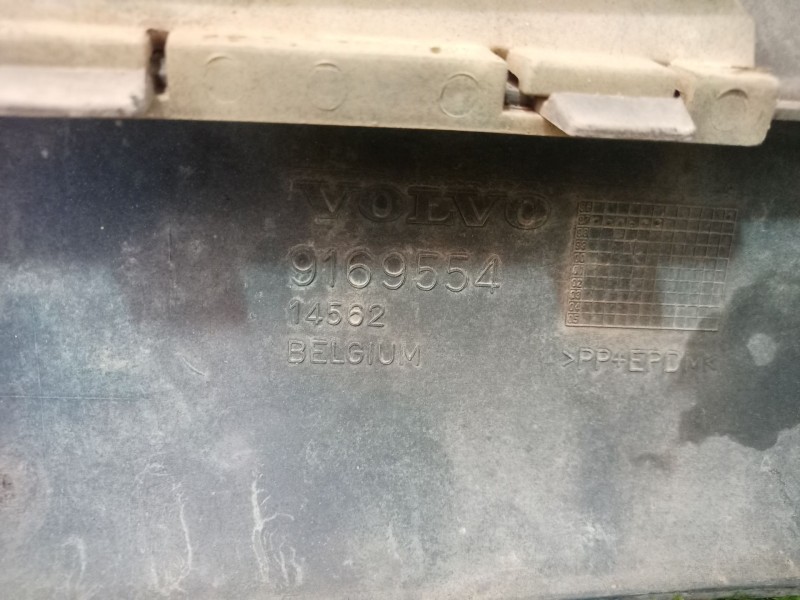 VOLVO
9169554
14562
BELGIUM
>PP+EPDM<